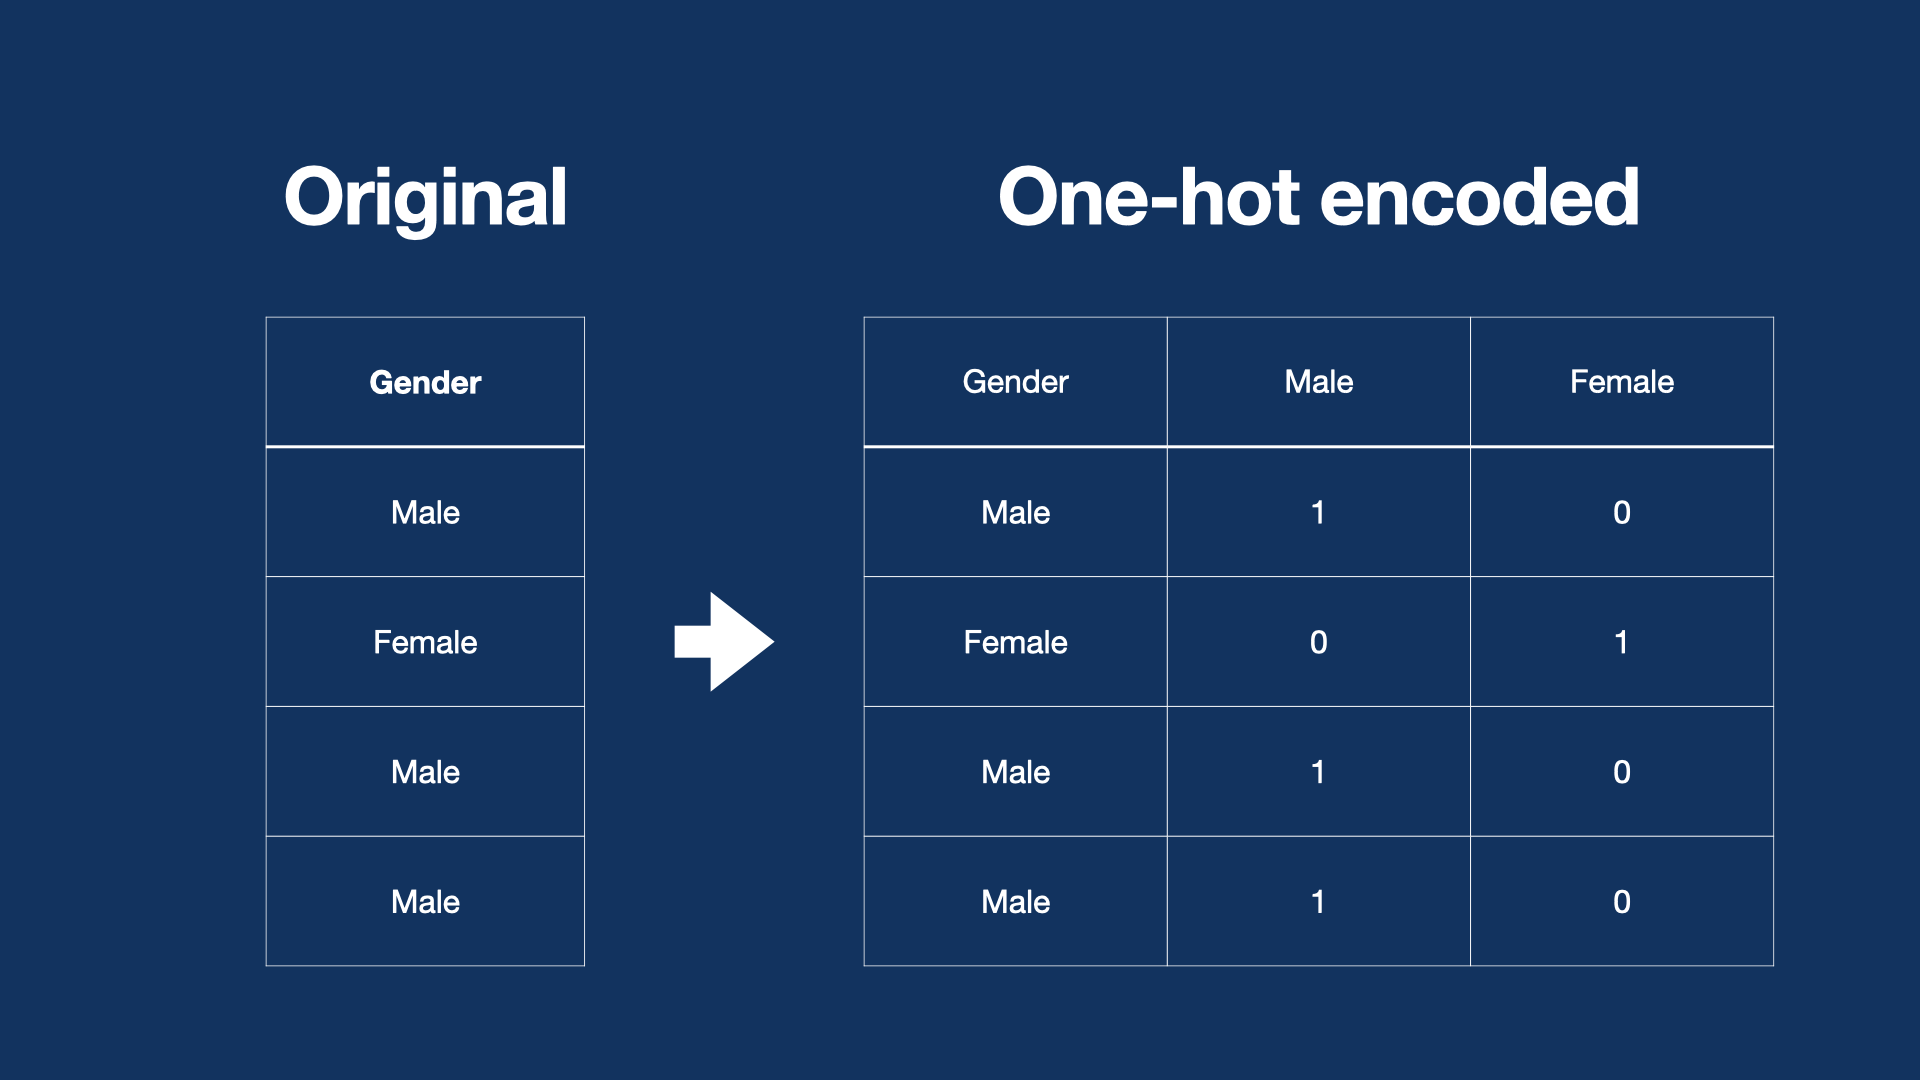 Original
One-hot encoded
Gender
Male
Female
Male
Male
Gender Male Female
Male 1 0
Female 0 1
Male 1 0
Male 1 0